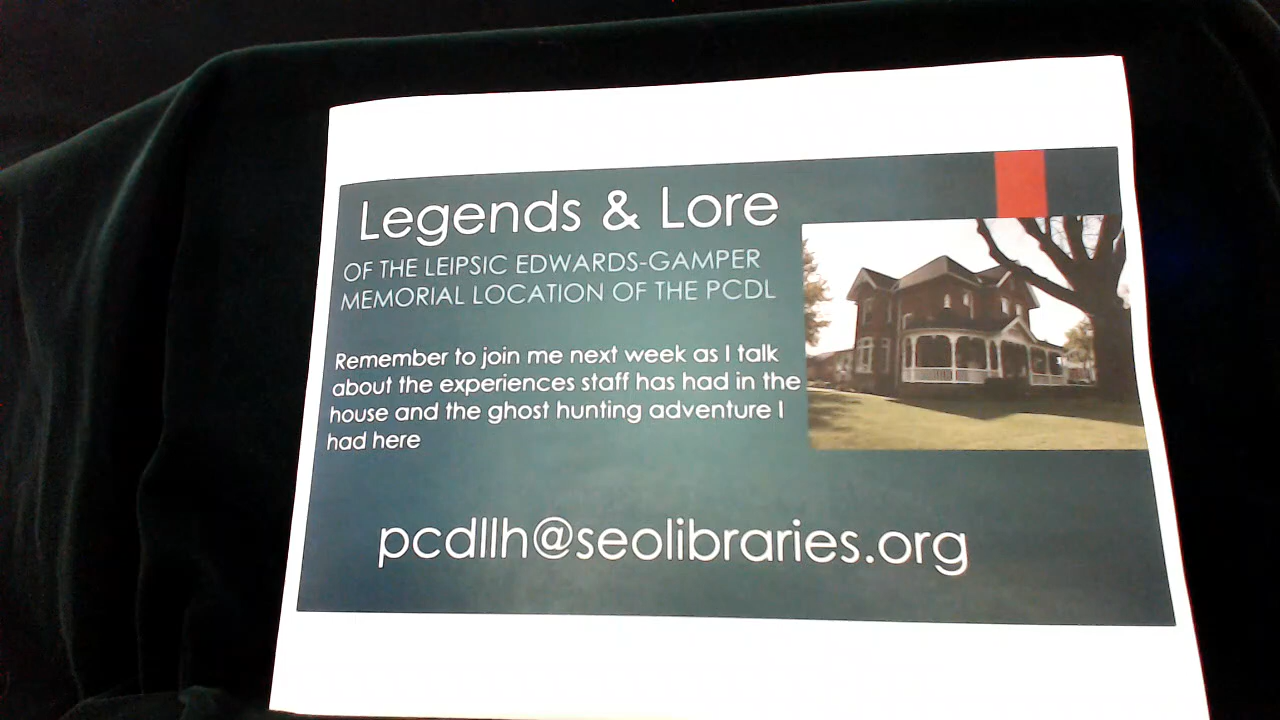 Legends & Lore
OF THE LEIPSIC EDWARDS-GAMPER
MEMORIAL LOCATION OF THE PCDL
Remember to join me next week as I talk
about the experiences staff has had in the
house and the ghost hunting adventure I
had here
pcdllh@seolibraries.org